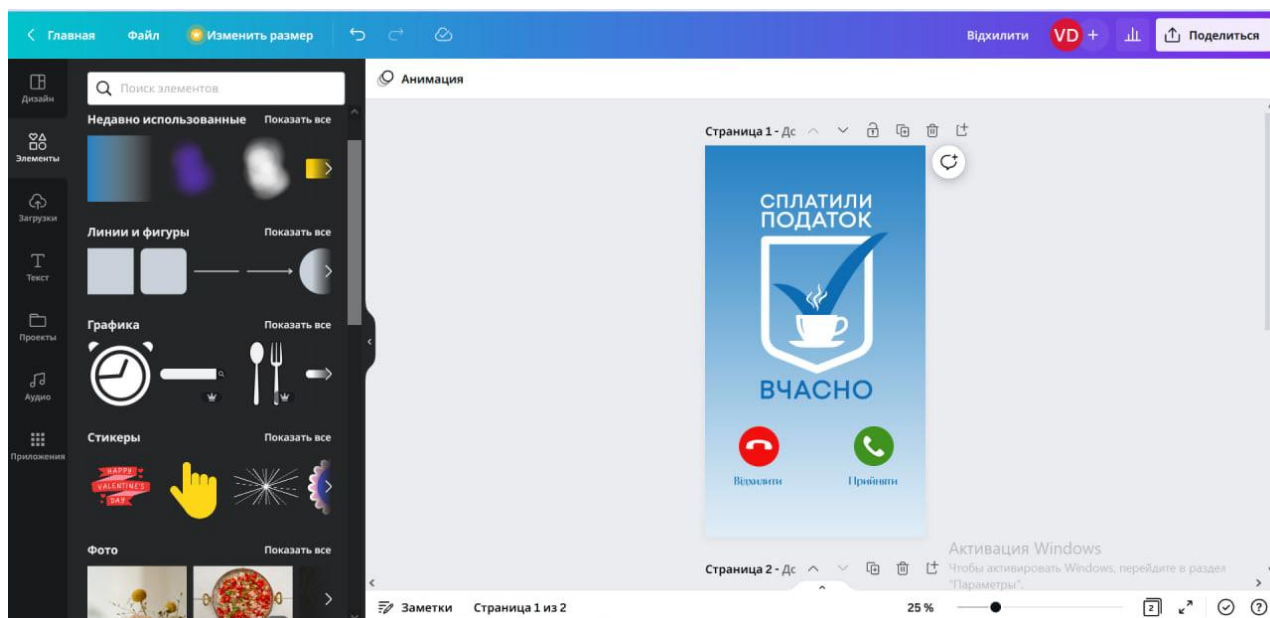 Главная Файл Изменить размер Відхилити VD + Поделиться
Дизайн
Элементы
Загрузки
Текст
Проекты
Аудио
Приложения
Поиск элементов
Недавно использованные Показать все
Линии и фигуры Показать все
Графика Показать все
Стикеры Показать все
HAPPY
VALENTINE'S
DAY
Фото Показать все
Анимация
Страница 1 - Дс
СПЛАТИЛИ
ПОДАТОК
ВЧАСНО
Відхилити Прийняти
Страница 2 - Дс
Активация Windows
Чтобы активировать Windows, перейдите в раздел
"Параметры".
Заметки Страница 1 из 2 25 % 2 ?